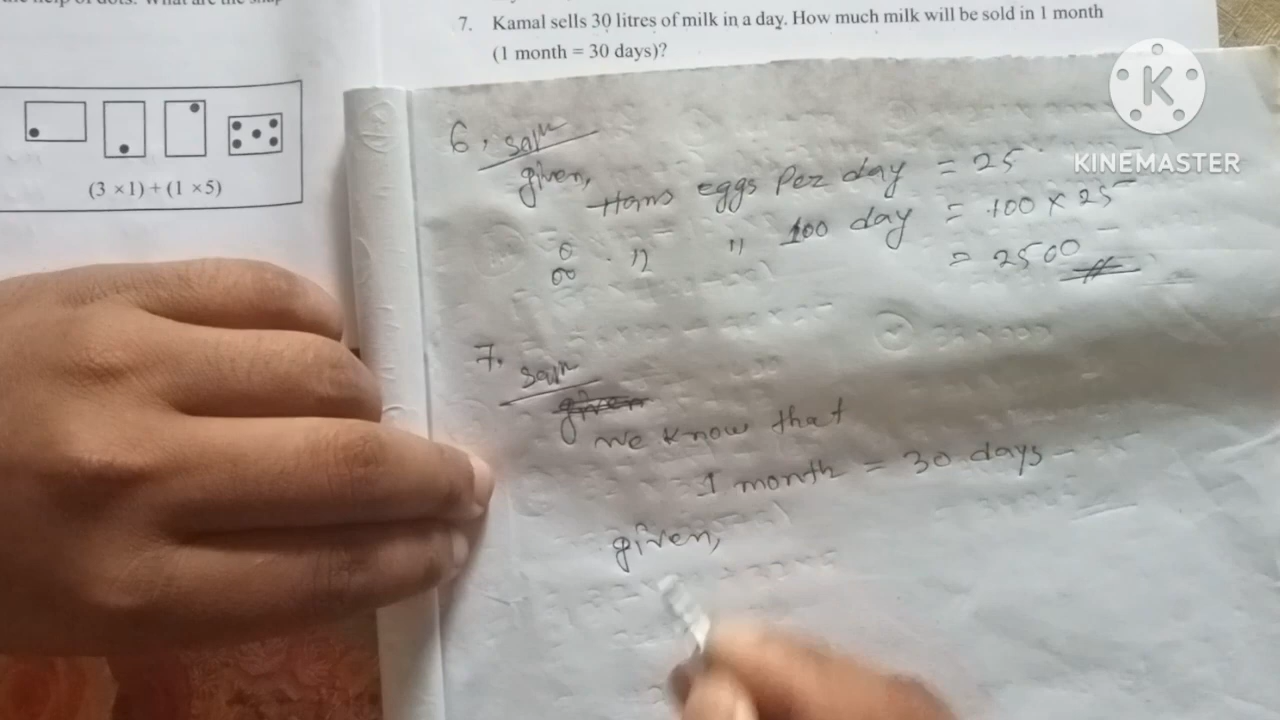 7. Kamal sells 30 litres of milk in a day. How much milk will be sold in 1 month
(1 month = 30 days)?
K
KINEMASTER
(3 ×1) + (1 ×5)
6. Solⁿ
given,
Hans eggs Per day = 25
∴ " " 100 day = 100 × 25
= 2500
7. Solⁿ
given
We know that
1 month = 30 days
given,